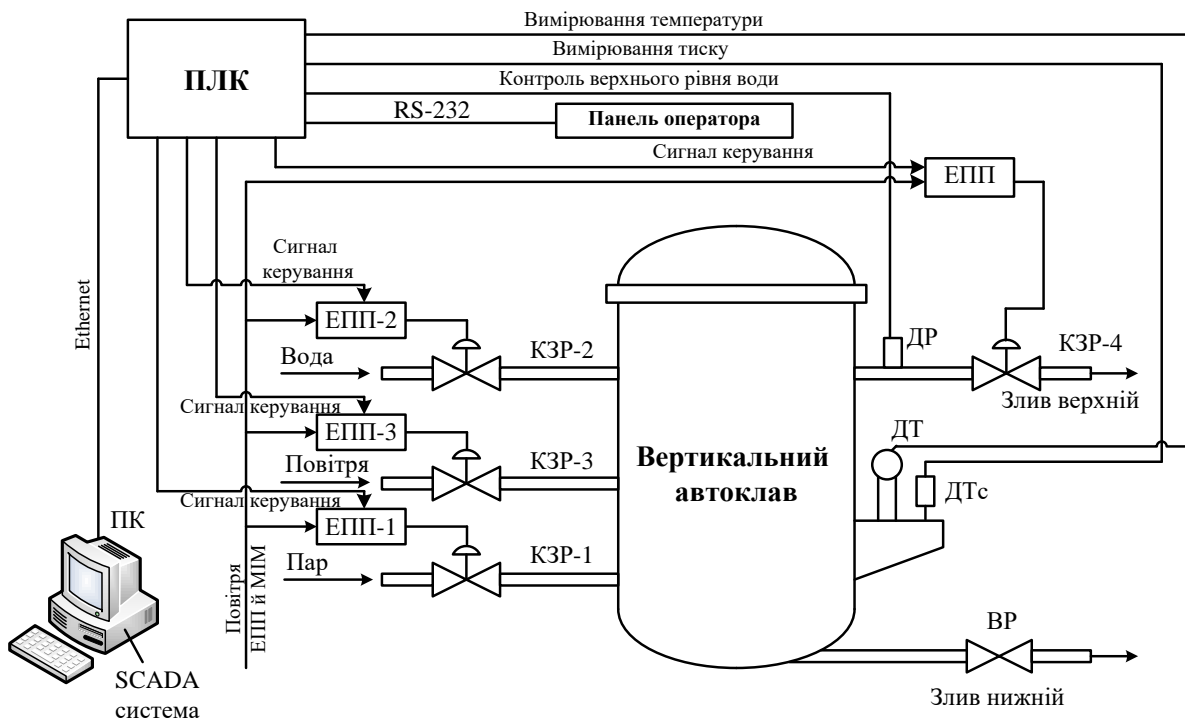 Вимірювання температури
Вимірювання тиску
ПЛК
Контроль верхнього рівня води
RS-232
Панель оператора
Сигнал керування
ЕПП
Сигнал
керування
Ethernet
ЕПП-2
ДР
Вода
КЗР-2
КЗР-4
Злив верхній
Сигнал керування
ЕПП-3
ДТ
Повітря
КЗР-3
Вертикальний
автоклав
ДТс
Сигнал керування
ПК
ЕПП-1
КЗР-1
Пар
Повітря
ЕПП й МІМ
ВР
SCADA
система
Злив нижній